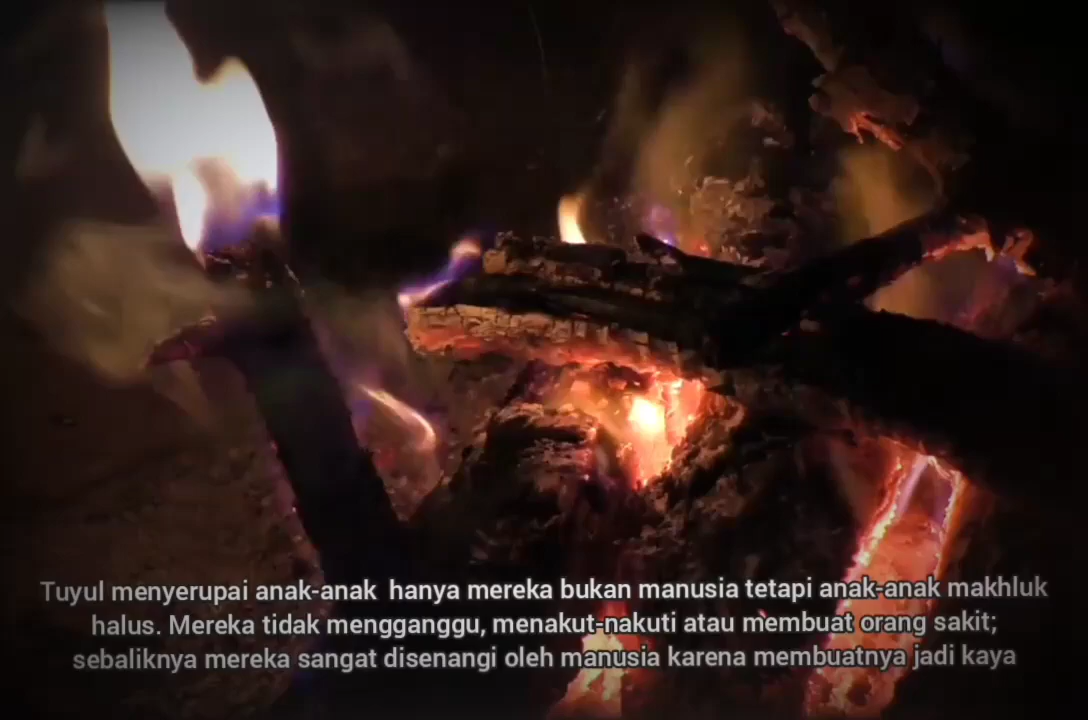 Tuyul menyerupai anak-anak  hanya mereka bukan manusia tetapi anak-anak makhluk
halus. Mereka tidak mengganggu, menakut-nakuti atau membuat orang sakit;
sebaliknya mereka sangat disenangi oleh manusia karena membuatnya jadi kaya